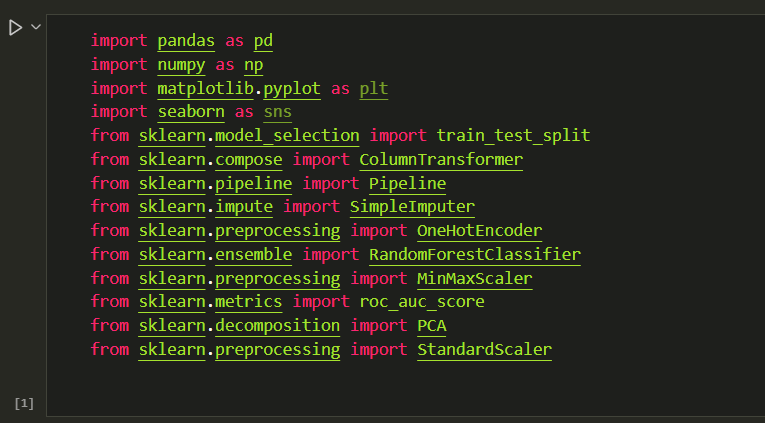 import pandas as pd
import numpy as np
import matplotlib.pyplot as plt
import seaborn as sns
from sklearn.model_selection import train_test_split
from sklearn.compose import ColumnTransformer
from sklearn.pipeline import Pipeline
from sklearn.impute import SimpleImputer
from sklearn.preprocessing import OneHotEncoder
from sklearn.ensemble import RandomForestClassifier
from sklearn.preprocessing import MinMaxScaler
from sklearn.metrics import roc_auc_score
from sklearn.decomposition import PCA
from sklearn.preprocessing import StandardScaler
[1]